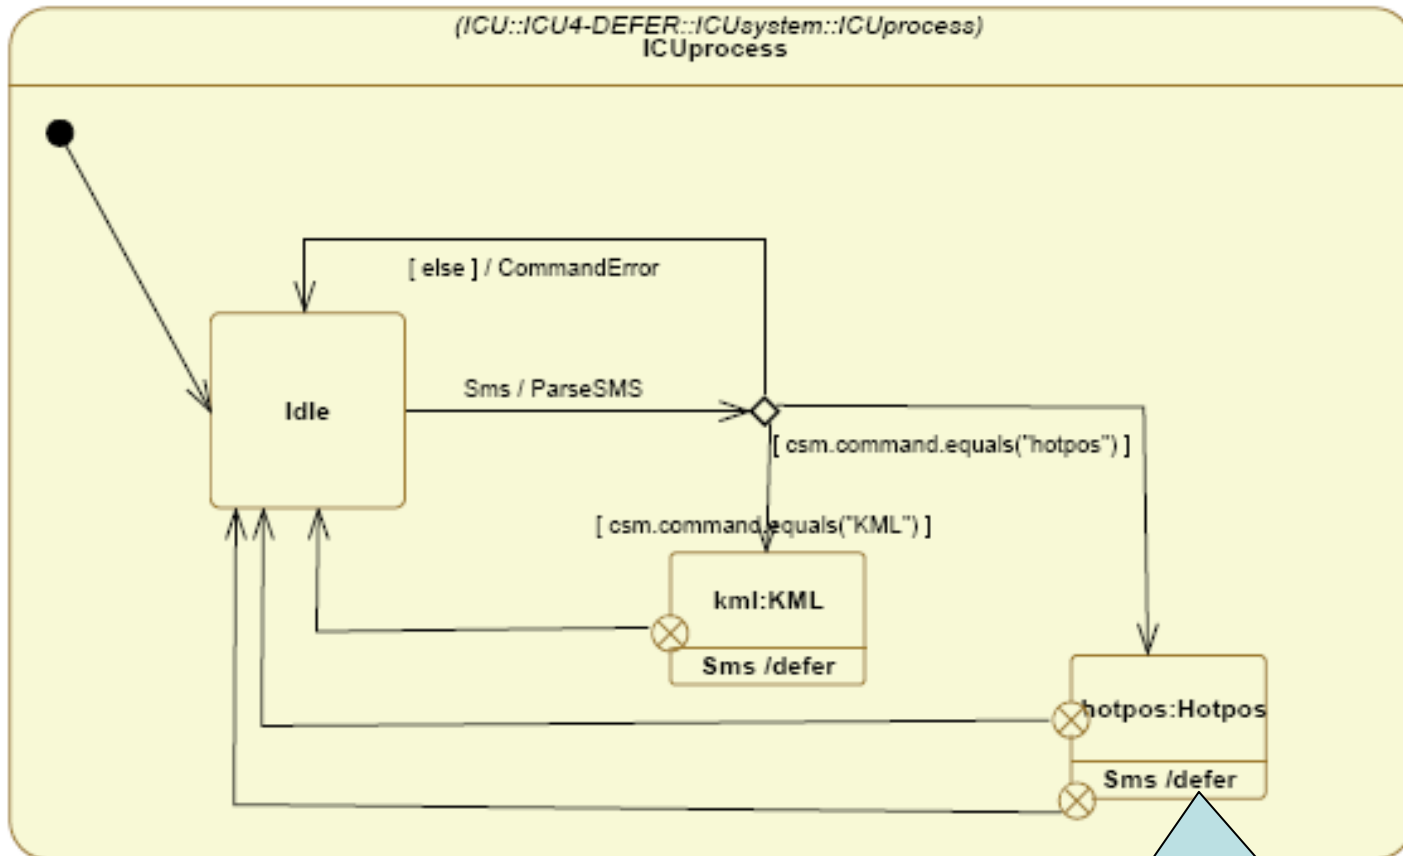 (ICU::ICU4-DEFER::ICUsystem::ICUprocess)
ICUprocess
[ else ] / CommandError
Sms / ParseSMS
Idle
[ csm.command.equals("hotpos") ]
[ csm.command.equals("KML") ]
kml:KML
Sms /defer
hotpos:Hotpos
Sms /defer